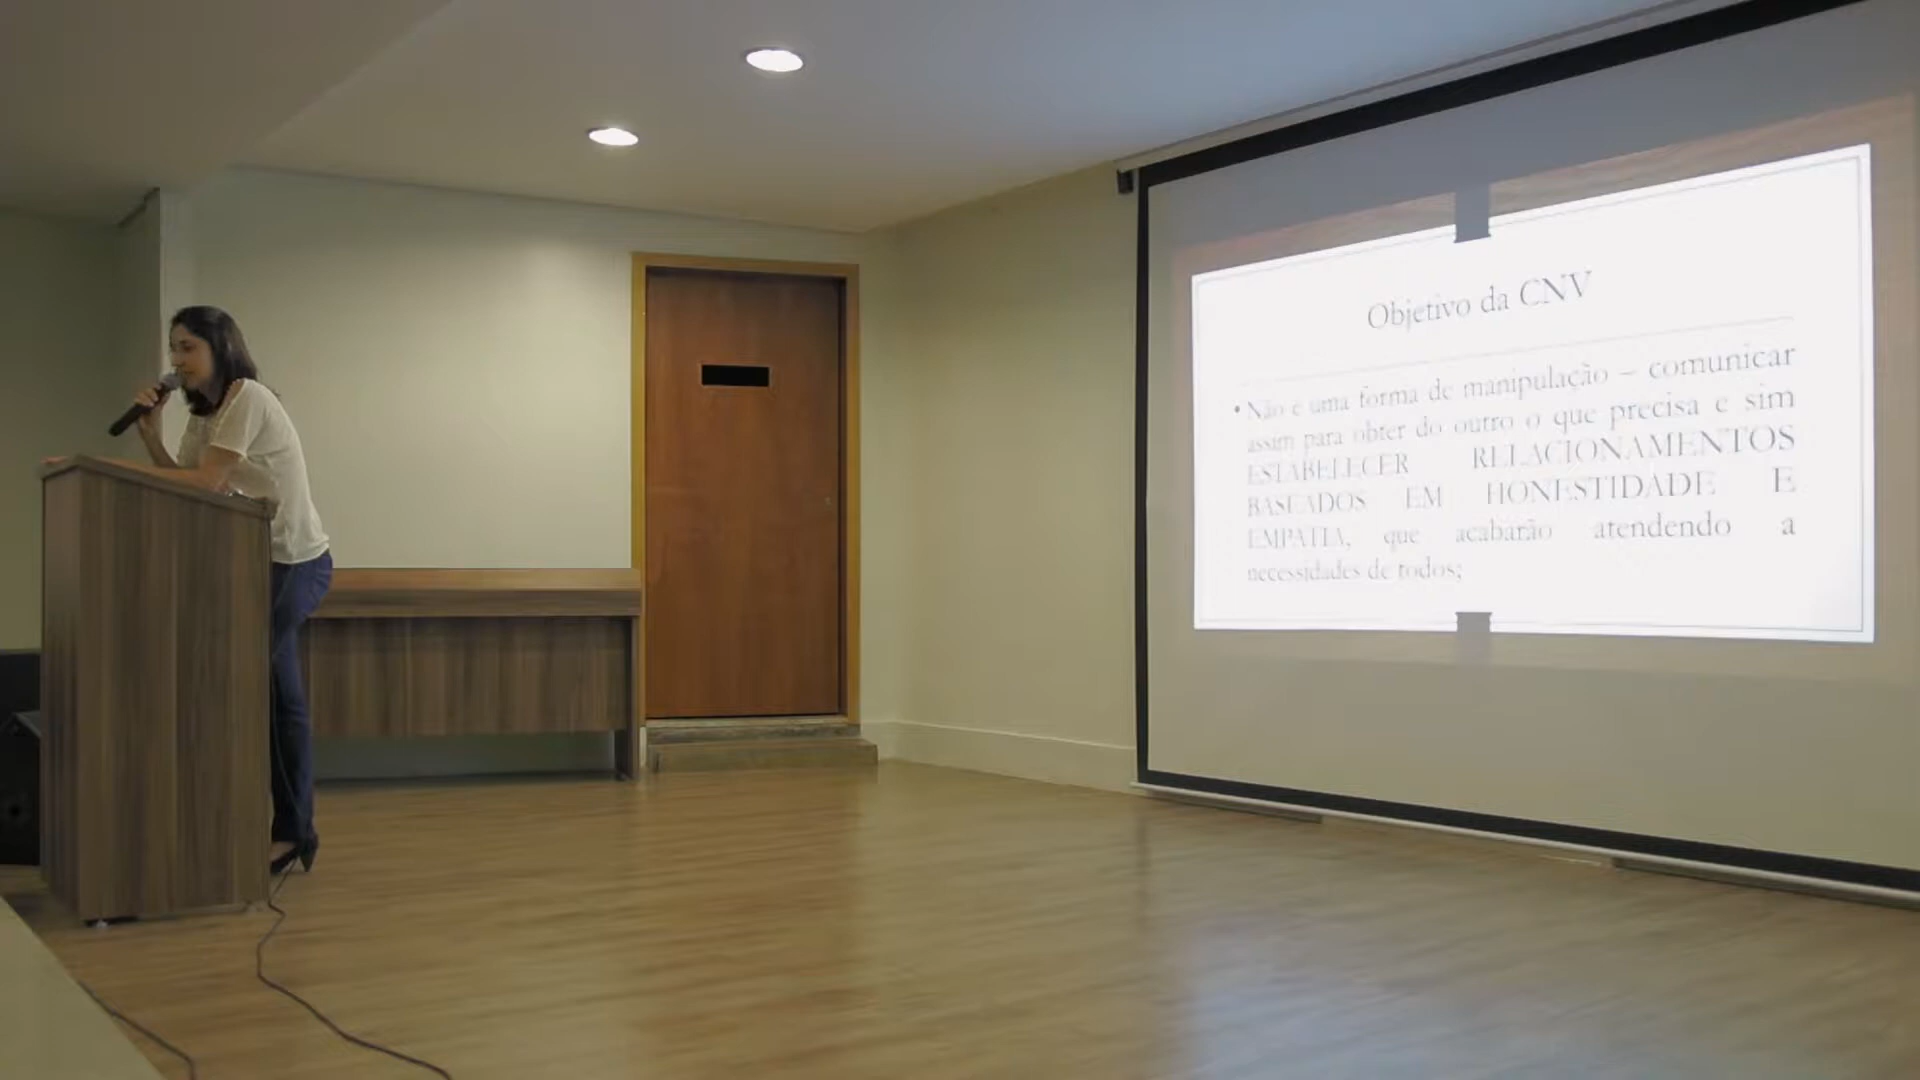 Objetivo da CNV
• Não é uma forma de manipulação – comunicar
assim para obter do outro o que precisa e sim
ESTABELECER RELACIONAMENTOS
BASEADOS EM HONESTIDADE E
EMPATIA, que acabarão atendendo a
necessidades de todos;